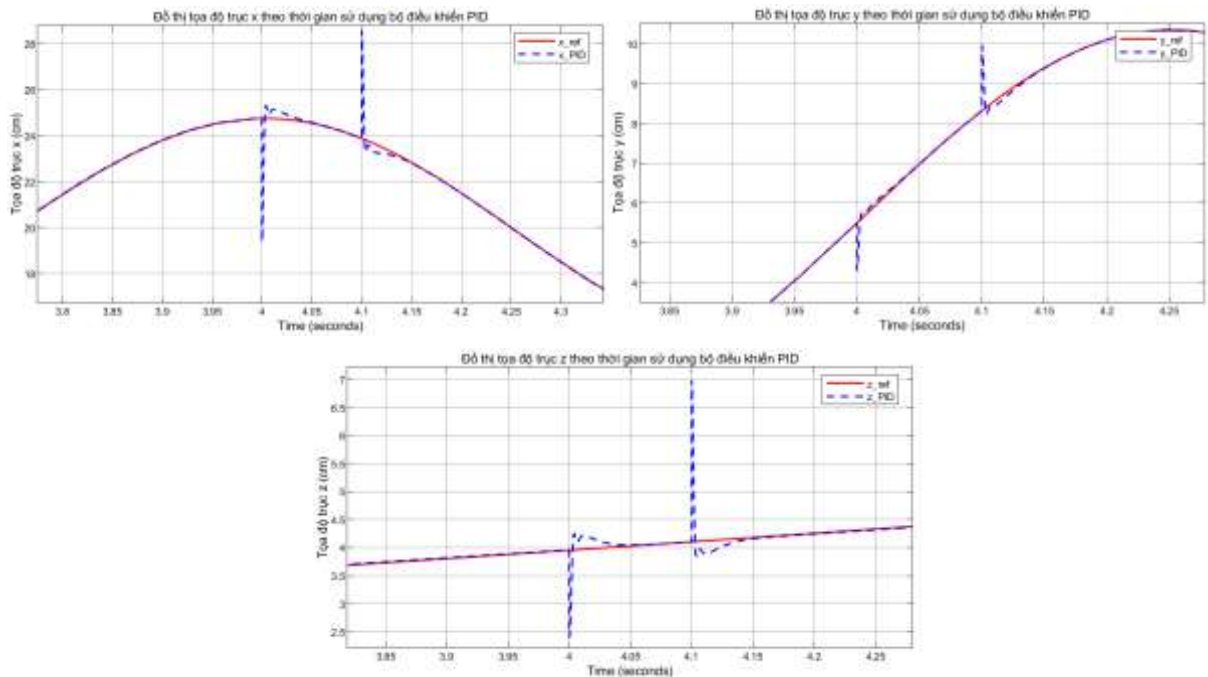 Đồ thị tọa độ trục x theo thời gian sử dụng bộ điều khiển PID
28
26
24
22
20
18
Tọa độ trục x (cm)
x_ref
x_PID
3.8 3.85 3.9 3.95 4 4.05 4.1 4.15 4.2 4.25 4.3
Time (seconds)
Đồ thị tọa độ trục y theo thời gian sử dụng bộ điều khiển PID
10
9
8
7
6
5
4
Tọa độ trục y (cm)
y_ref
y_PID
3.85 3.9 3.95 4 4.05 4.1 4.15 4.2 4.25
Time (seconds)
Đồ thị tọa độ trục z theo thời gian sử dụng bộ điều khiển PID
7
6.5
6
5.5
5
4.5
4
3.5
3
2.5
Tọa độ trục z (cm)
z_ref
z_PID
3.85 3.9 3.95 4 4.05 4.1 4.15 4.2 4.25
Time (seconds)